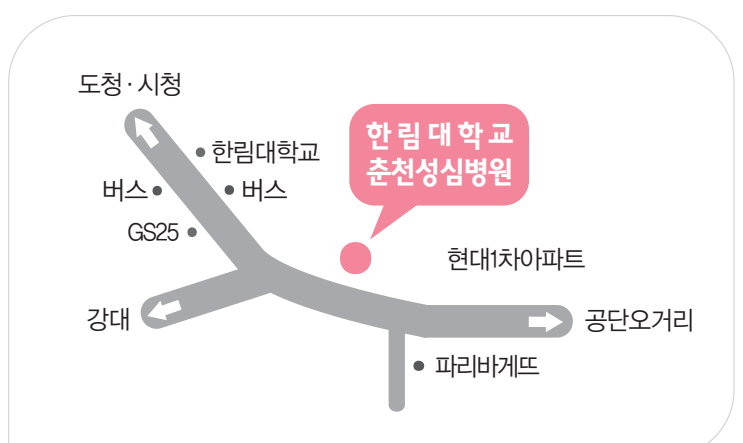 도청·시청
한림대학교
춘천성심병원
한림대학교
버스
버스
GS25
현대1차아파트
강대
공단오거리
파리바게뜨